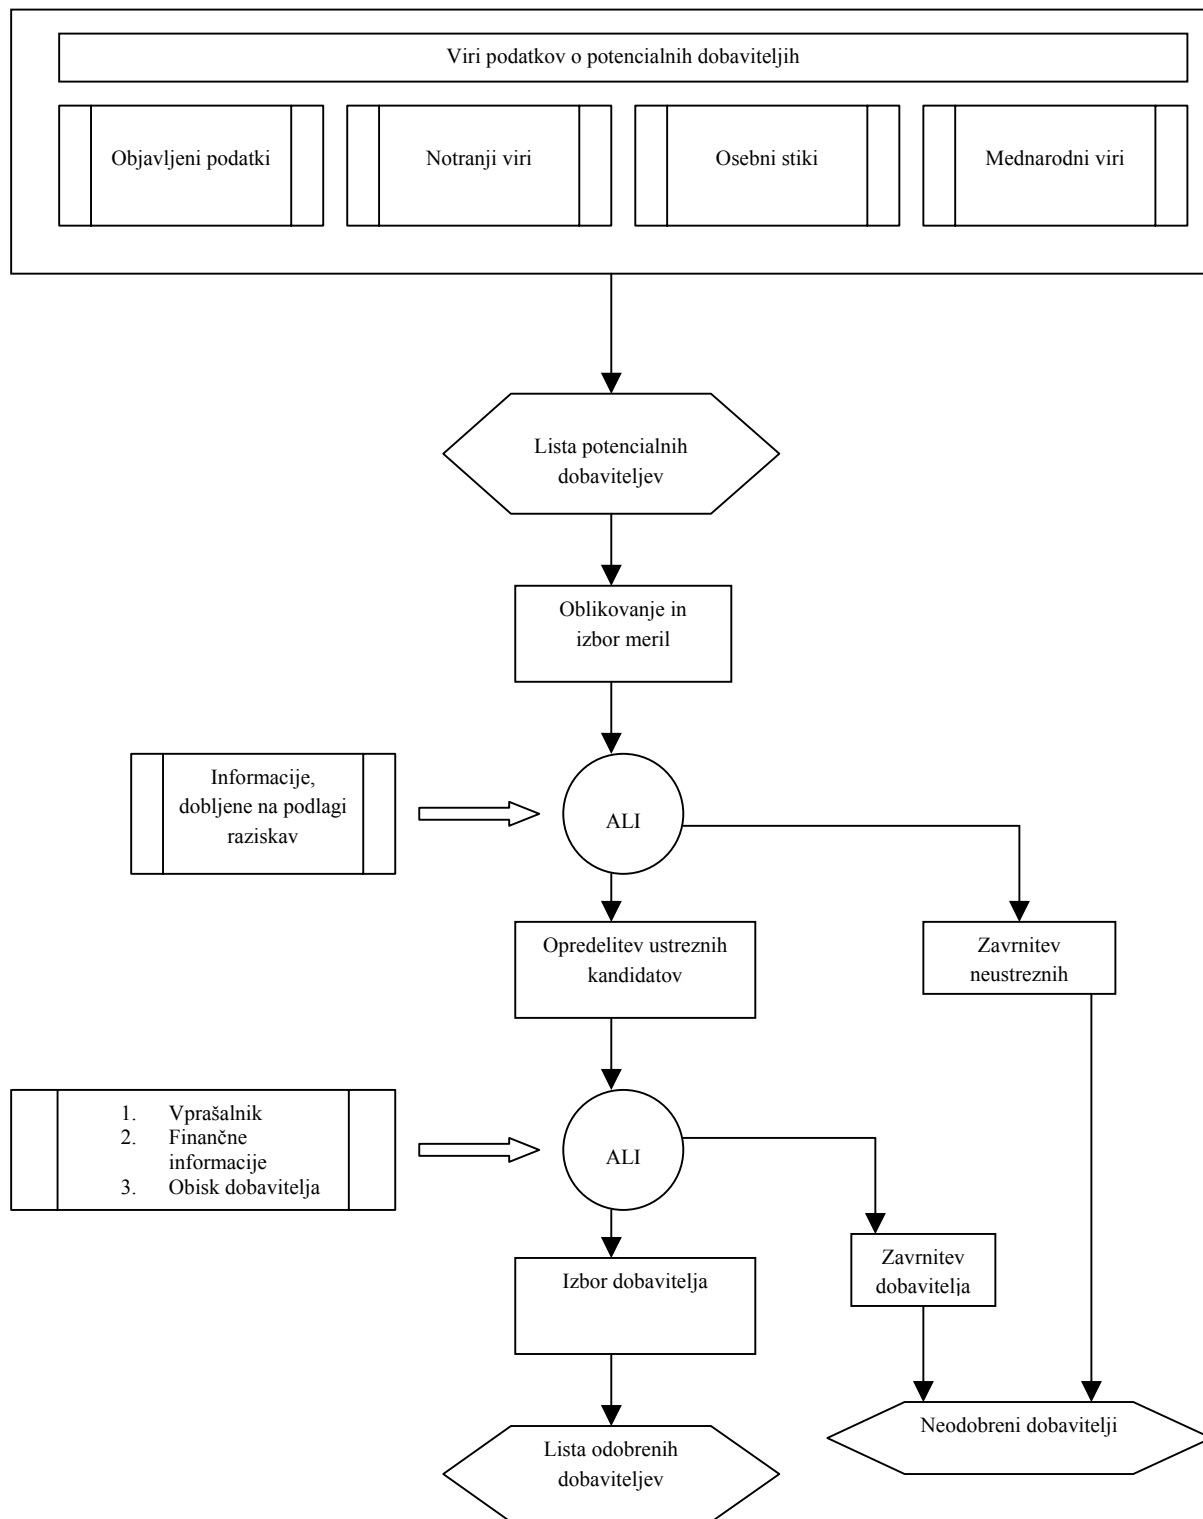 Viri podatkov o potencialnih dobaviteljih
Objavljeni podatki
Notranji viri
Osebni stiki
Mednarodni viri
Lista potencialnih
dobaviteljev
Oblikovanje in
izbor meril
Informacije,
dobljene na podlagi
raziskav
ALI
Opredelitev ustreznih
kandidatov
Zavrnitev
neustreznih
1. Vprašalnik
2. Finančne
informacije
3. Obisk dobavitelja
ALI
Izbor dobavitelja
Zavrnitev
dobavitelja
Neodobreni dobavitelji
Lista odobrenih
dobaviteljev